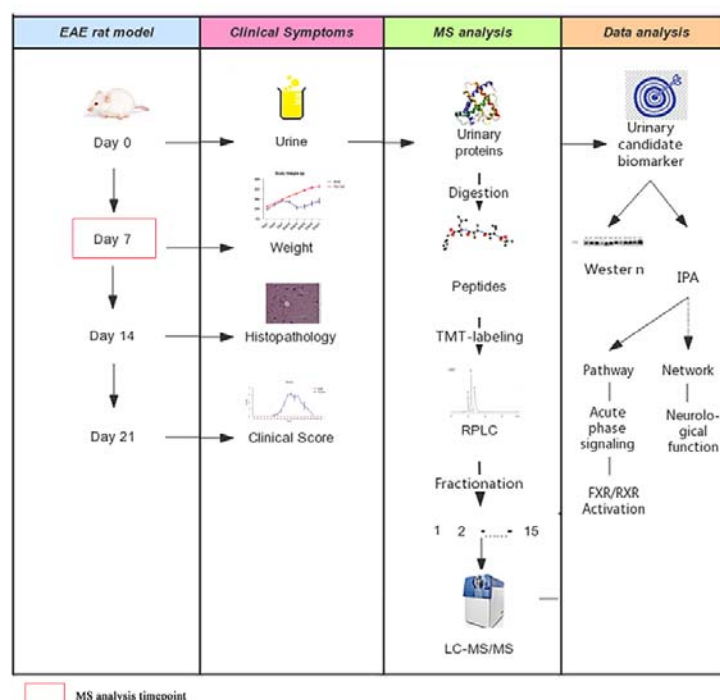 EAE rat model
Clinical Symptoms
MS analysis
Data analysis
Day 0
Day 7
Day 14
Day 21
Urine
Weight
Histopathology
Clinical Score
Urinary
proteins
Digestion
Peptides
TMT-labeling
RPLC
Fractionation
1 2 15
LC-MS/MS
Urinary
candidate
biomarker
Wester n
IPA
Pathway
Network
Acute
phase
signaling
Neurolo-
gical
function
FXR/RXR
Activation
MS analysis timepoint